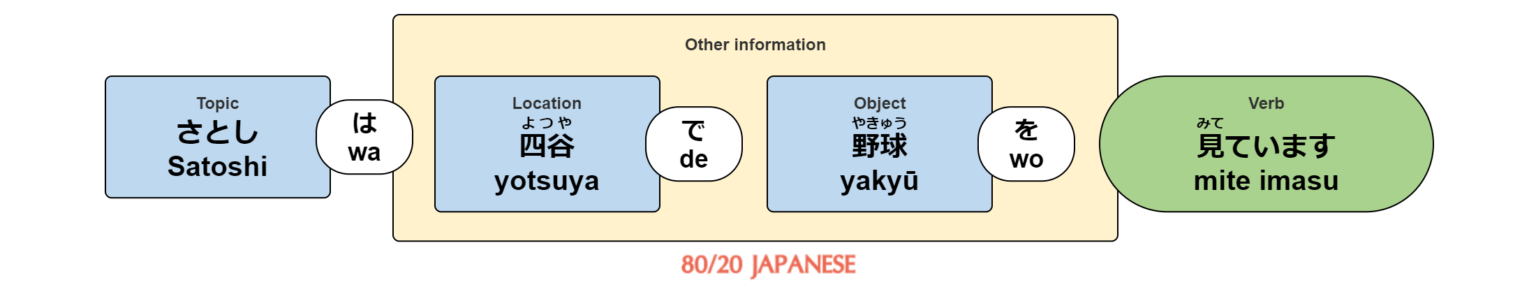 Other information
Topic
さとし
Satoshi
は
wa
Location
よつや
四谷
yotsuya
で
de
Object
やきゅう
野球
yakyū
を
wo
Verb
みて
見ています
mite imasu
80/20 JAPANESE